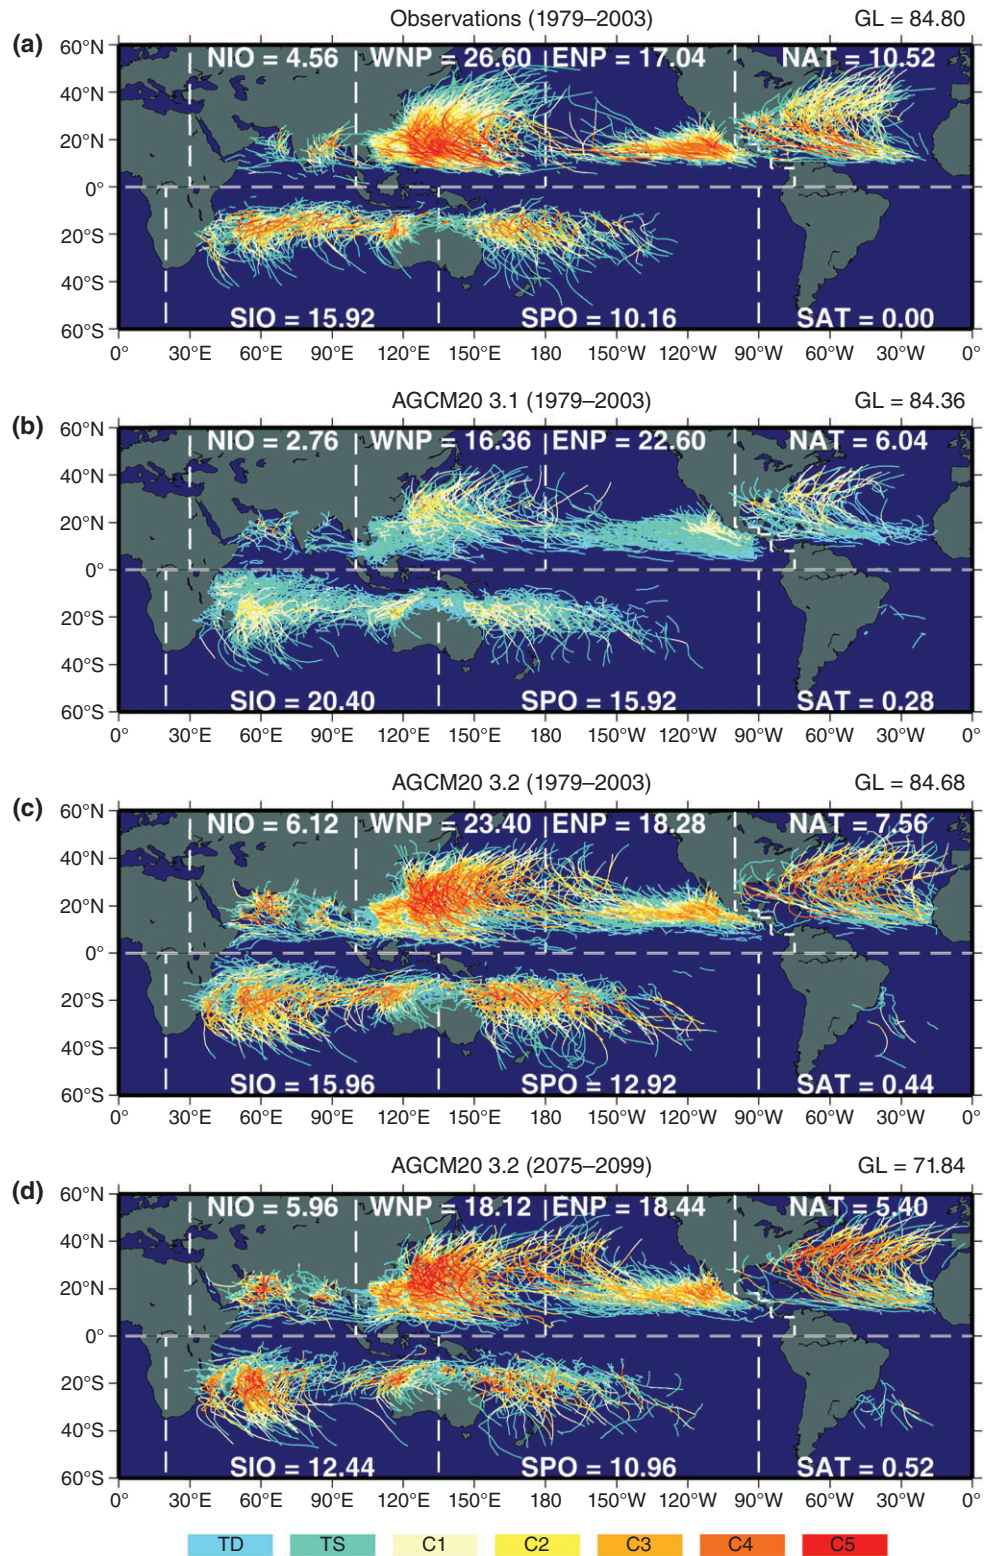 Observations (1979–2003) GL = 84.80
(a)
60°N
40°N
20°N
0°
20°S
40°S
60°S
NIO = 4.56 WNP = 26.60 ENP = 17.04 NAT = 10.52
SIO = 15.92 SPO = 10.16 SAT = 0.00
0° 30°E 60°E 90°E 120°E 150°E 180 150W 120°W 90°W 60°W 30°W 0°
AGCM20 3.1 (1979–2003) GL = 84.36
(b)
60°N
40°N
20°N
0°
20°S
40°S
60°S
NIO = 2.76 WNP = 16.36 ENP = 22.60 NAT = 6.04
SIO = 20.40 SPO = 15.92 SAT = 0.28
0° 30°E 60°E 90°E 120°E 150°E 180 150W 120°W 90°W 60°W 30°W 0°
AGCM20 3.2 (1979–2003) GL = 84.68
(c)
60°N
40°N
20°N
0°
20°S
40°S
60°S
NIO = 6.12 WNP = 23.40 ENP = 18.28 NAT = 7.56
SIO = 15.96 SPO = 12.92 SAT = 0.44
0° 30°E 60°E 90°E 120°E 150°E 180 150W 120°W 90°W 60°W 30°W 0°
AGCM20 3.2 (2075–2099) GL = 71.84
(d)
60°N
40°N
20°N
0°
20°S
40°S
60°S
NIO = 5.96 WNP = 18.12 ENP = 18.44 NAT = 5.40
SIO = 12.44 SPO = 10.96 SAT = 0.52
0° 30°E 60°E 90°E 120°E 150°E 180 150W 120°W 90°W 60°W 30°W 0°
TD TS C1 C2 C3 C4 C5